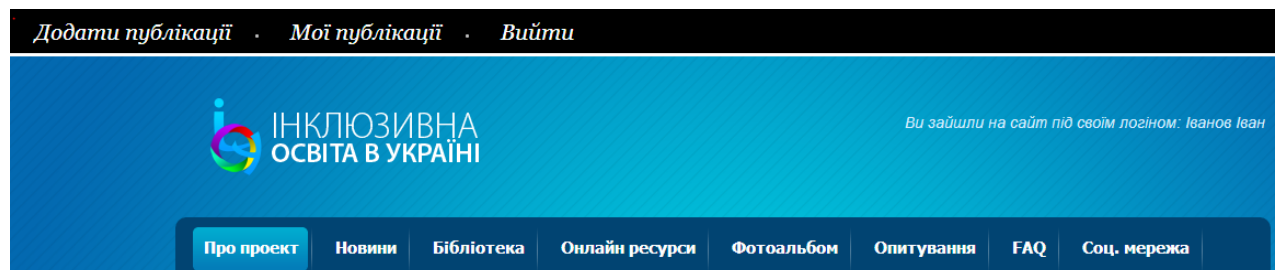 Додати публікації · Мої публікації · Вийти
ІНКЛЮЗИВНА
ОСВІТА В УКРАЇНІ
Ви зайшли на сайт під своїм логіном: Іванов Іван
Про проект Новини Бібліотека Онлайн ресурси Фотоальбом Опитування FAQ Соц. мережа